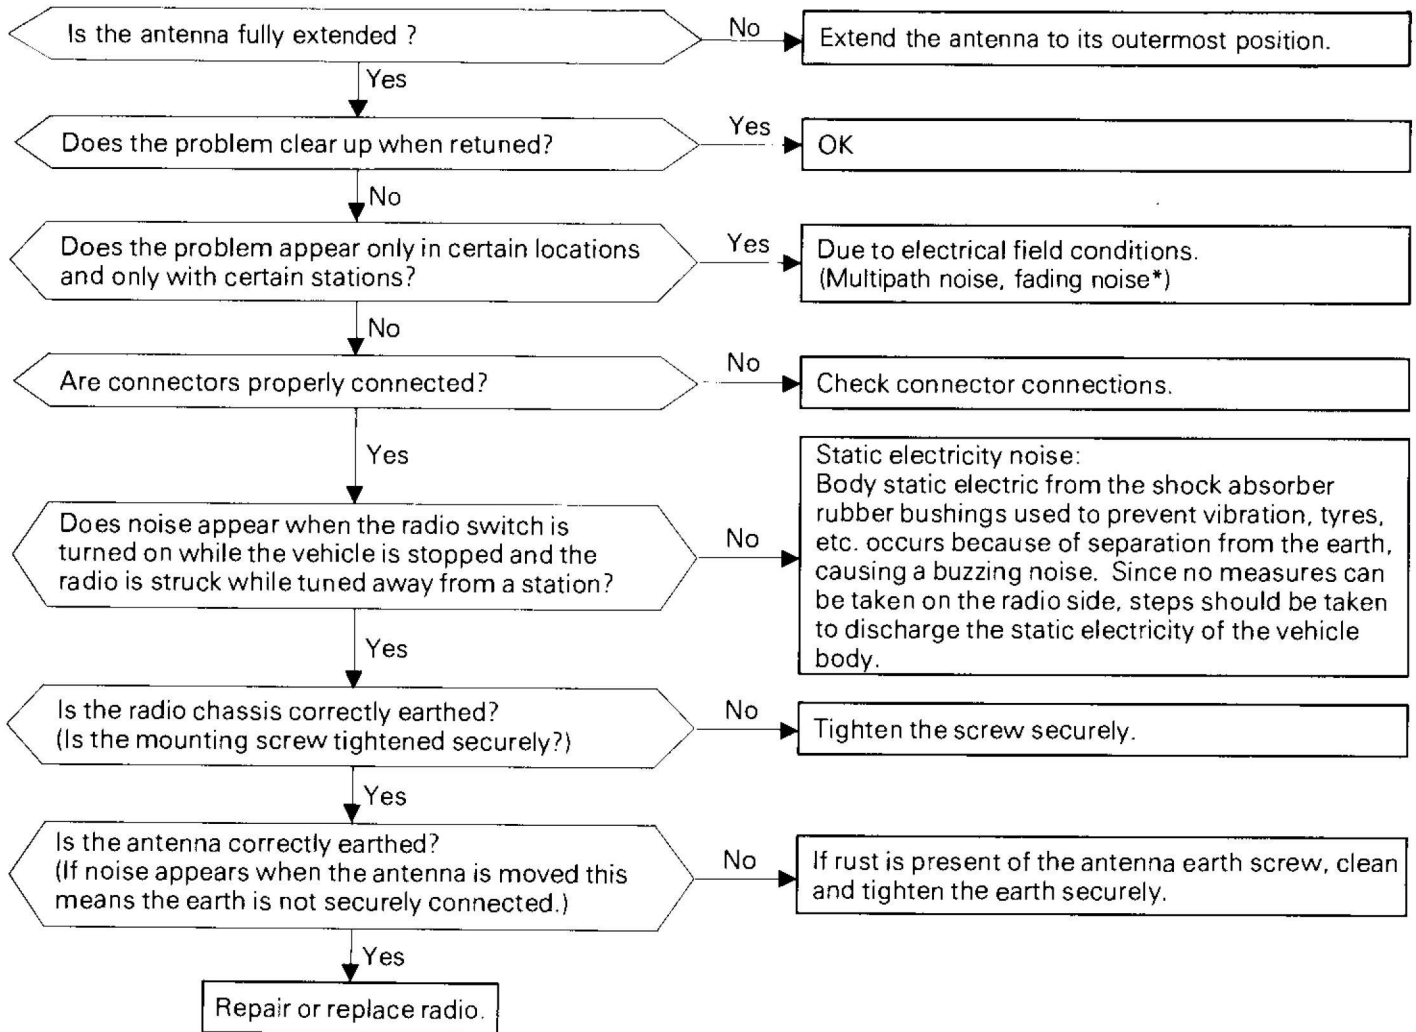 Is the antenna fully extended ?
No
Extend the antenna to its outermost position.
Yes
Does the problem clear up when retuned?
Yes
OK
No
Does the problem appear only in certain locations
and only with certain stations?
Yes
Due to electrical field conditions.
(Multipath noise, fading noise*)
No
Are connectors properly connected?
No
Check connector connections.
Yes
Does noise appear when the radio switch is
turned on while the vehicle is stopped and the
radio is struck while tuned away from a station?
No
Static electricity noise:
Body static electric from the shock absorber
rubber bushings used to prevent vibration, tyres,
etc. occurs because of separation from the earth,
causing a buzzing noise. Since no measures can
be taken on the radio side, steps should be taken
to discharge the static electricity of the vehicle
body.
Yes
Is the radio chassis correctly earthed?
(Is the mounting screw tightened securely?)
No
Tighten the screw securely.
Yes
Is the antenna correctly earthed?
(If noise appears when the antenna is moved this
means the earth is not securely connected.)
No
If rust is present of the antenna earth screw, clean
and tighten the earth securely.
Yes
Repair or replace radio.